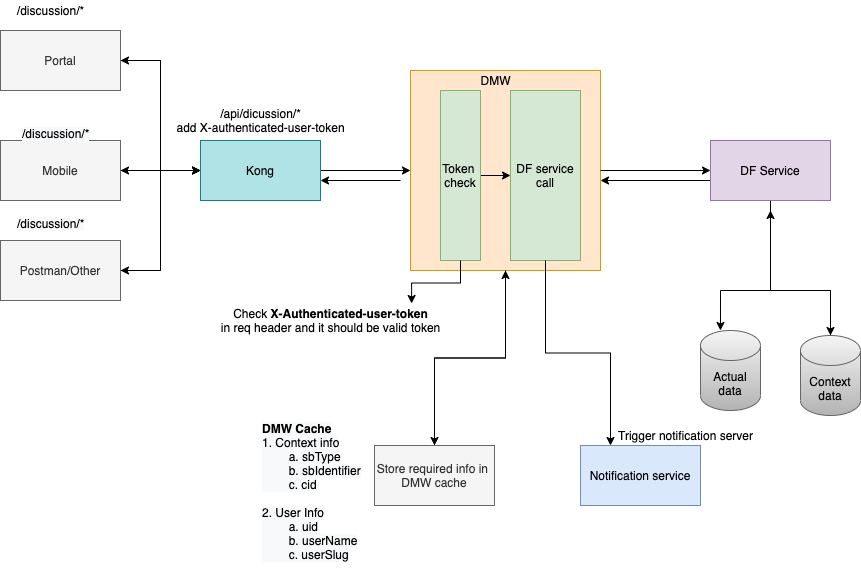 /discussion/*
Portal
/discussion/*
Mobile
/discussion/*
Postman/Other
/api/dicussion/*
add X-authenticated-user-token
Kong
DMW
Token
check
DF service
call
DF Service
Check X-Authenticated-user-token
in req header and it should be valid token
Actual
data
Context
data
DMW Cache
1. Context info
a. sbType
b. sbIdentifier
c. cid
2. User Info
a. uid
b. userName
c. userSlug
Store required info in
DMW cache
Trigger notification server
Notification service